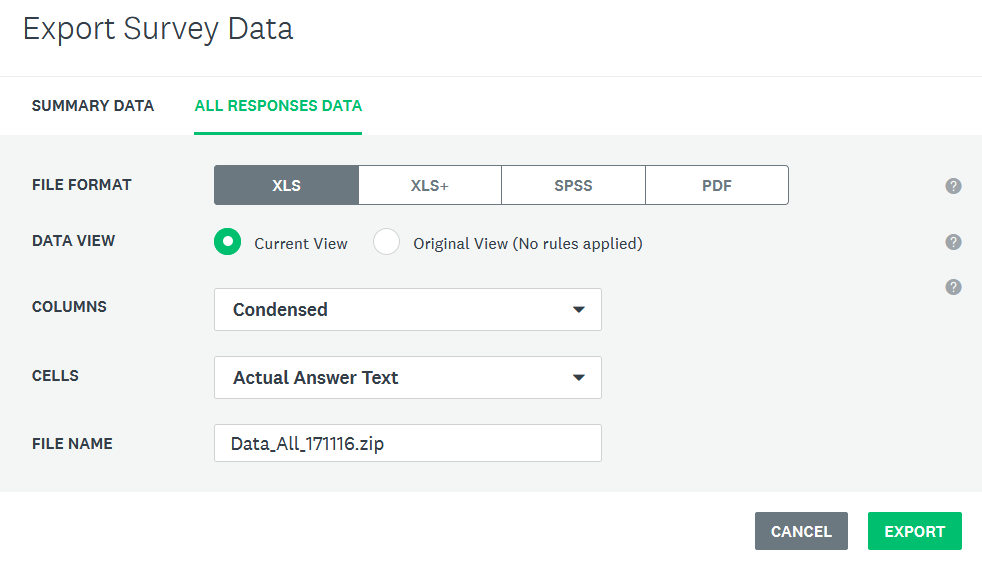 Export Survey Data
SUMMARY DATA ALL RESPONSES DATA
FILE FORMAT XLS XLS+ SPSS PDF ?
DATA VIEW Current View Original View (No rules applied) ?
?
COLUMNS Condensed
CELLS Actual Answer Text
FILE NAME Data_All_171116.zip
CANCEL EXPORT